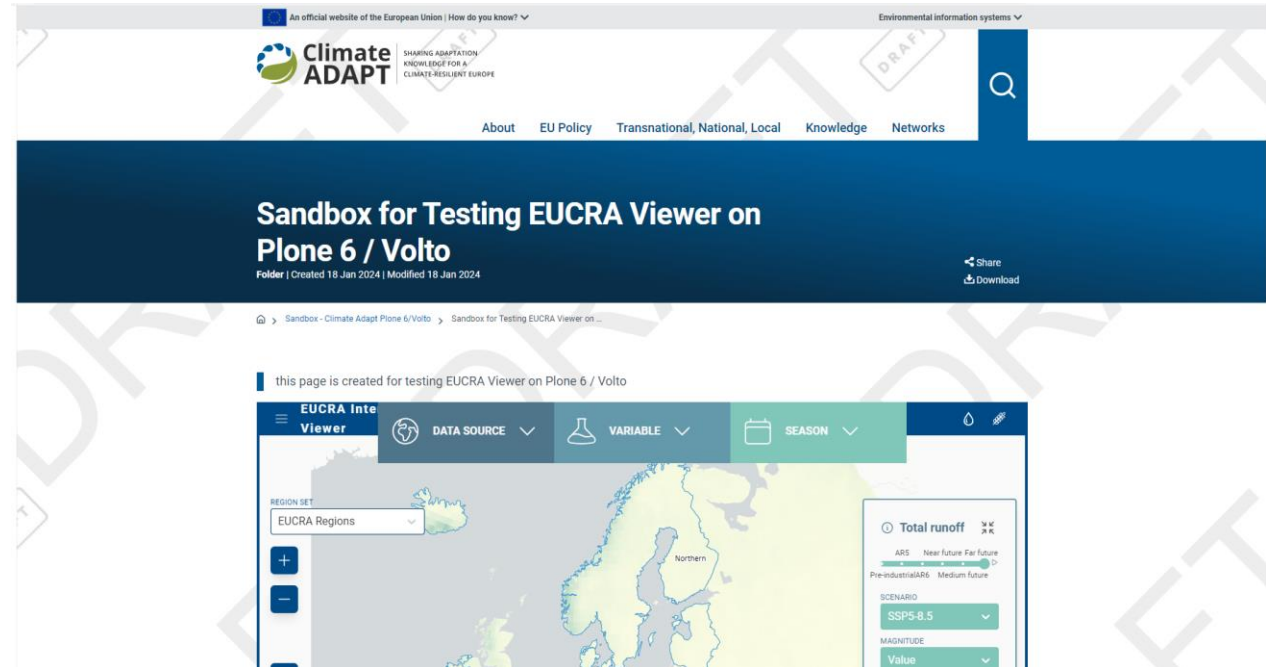 An official website of the European Union | How do you know?
Environmental information systems
Climate
ADAPT
SHARING ADAPTATION
KNOWLEDGE FOR A
CLIMATE-RESILIENT EUROPE
About EU Policy Transnational, National, Local Knowledge Networks
Sandbox for Testing EUCRA Viewer on
Plone 6 / Volto
Folder | Created 18 Jan 2024 | Modified 18 Jan 2024
Share
Download
> Sandbox - Climate Adapt Plone 6/Volto > Sandbox for Testing EUCRA Viewer on ...
this page is created for testing EUCRA Viewer on Plone 6 / Volto
EUCRA Inte
Viewer
DATA SOURCE
VARIABLE
SEASON
REGION SET
EUCRA Regions
+
−
Northern
Total runoff
AR5 Near future Far future
Pre-industrial AR6 Medium future
SCENARIO
SSP5-8.5
MAGNITUDE
Value
DRAFT
DRAFT
DRAFT
DRAFT